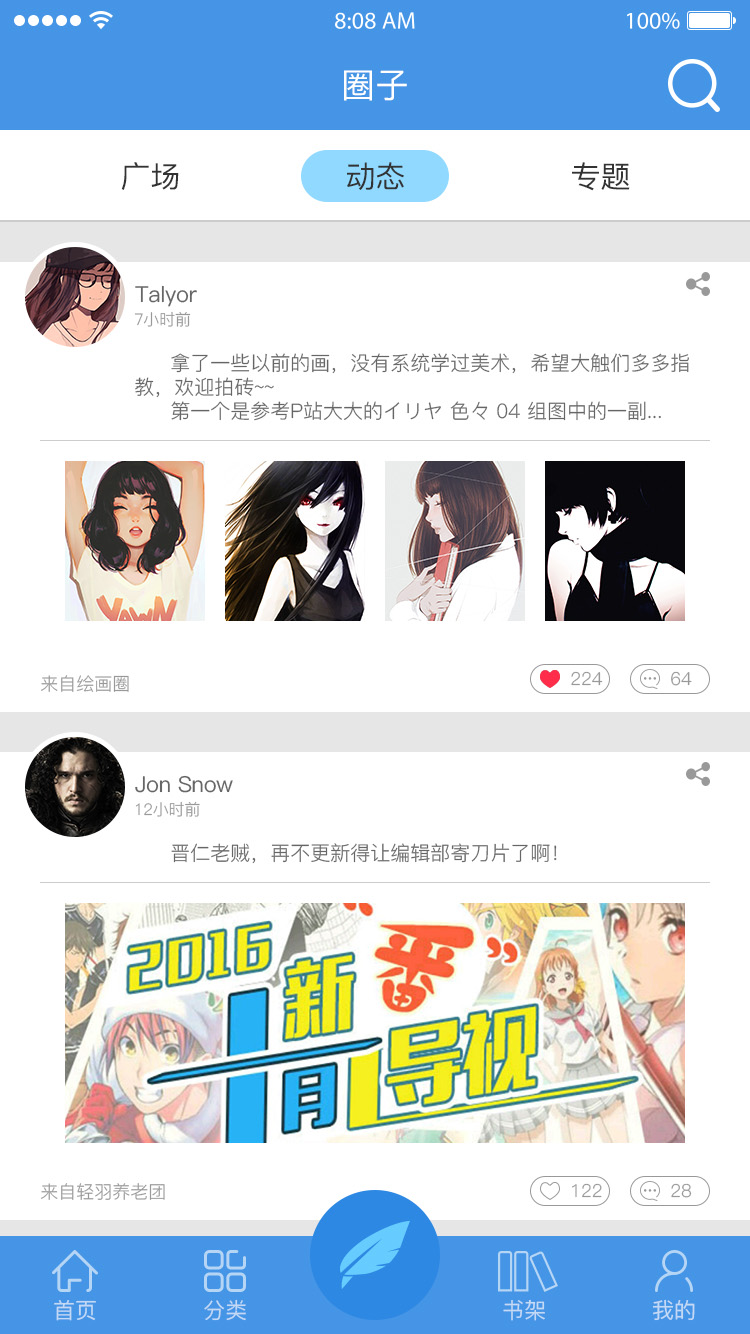 8:08 AM
100%
圈子
广场
动态
专题
Talyor
7小时前
拿了一些以前的画，没有系统学过美术，希望大触们多多指
教，欢迎拍砖~~
第一个是参考P站大大的イリヤ 色々 04 组图中的一副...
YAWN
来自绘画圈
224
64
Jon Snow
12小时前
晋仁老贼，再不更新得让编辑部寄刀片了啊！
2016
新“番”
十月导视
来自轻羽养老团
122
28
首页
分类
书架
我的